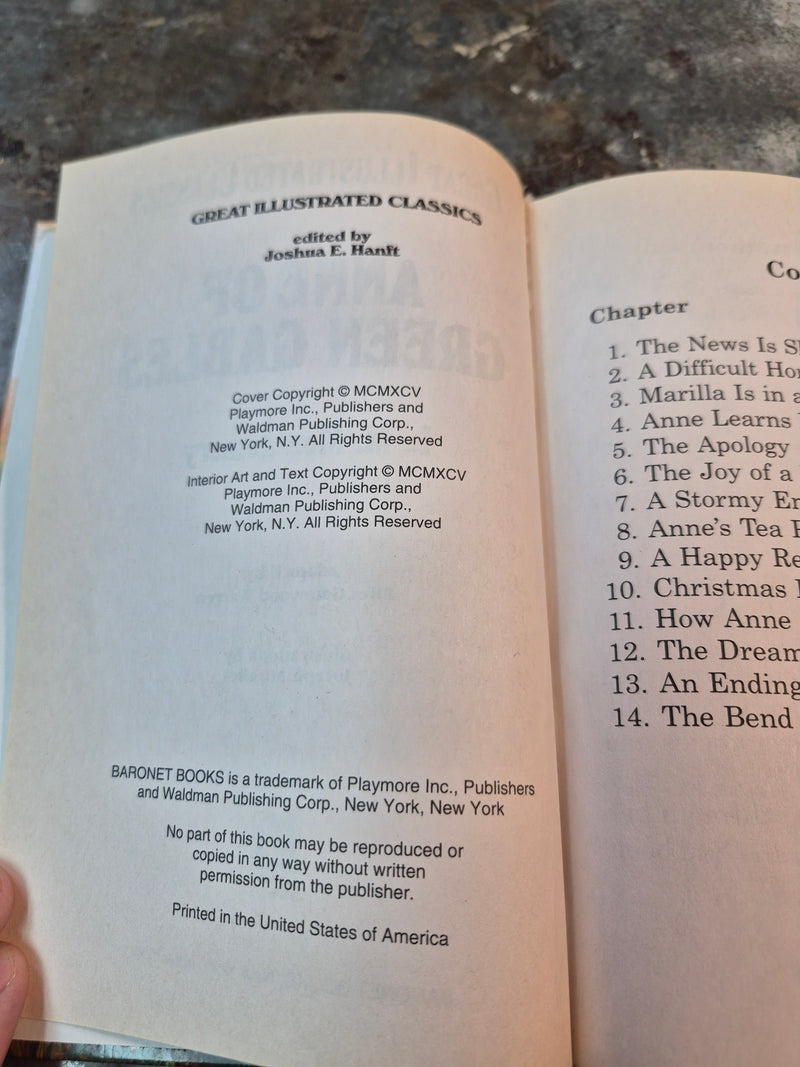 GREAT ILLUSTRATED CLASSICS
edited by
Joshua E. Hanft
Cover Copyright © MCMXCV
Playmore Inc., Publishers and
Waldman Publishing Corp.,
New York, N.Y. All Rights Reserved
Interior Art and Text Copyright © MCMXCV
Playmore Inc., Publishers and
Waldman Publishing Corp.,
New York, N.Y. All Rights Reserved
BARONET BOOKS is a trademark of Playmore Inc., Publishers
and Waldman Publishing Corp., New York, New York
No part of this book may be reproduced or
copied in any way without written
permission from the publisher.
Printed in the United States of America
Co
Chapter
1. The News Is S
2. A Difficult Ho
3. Marilla Is in a
4. Anne Learns
5. The Apology
6. The Joy of a
7. A Stormy En
8. Anne's Tea
9. A Happy Re
10. Christmas
11. How Anne
12. The Dream
13. An Ending
14. The Bend